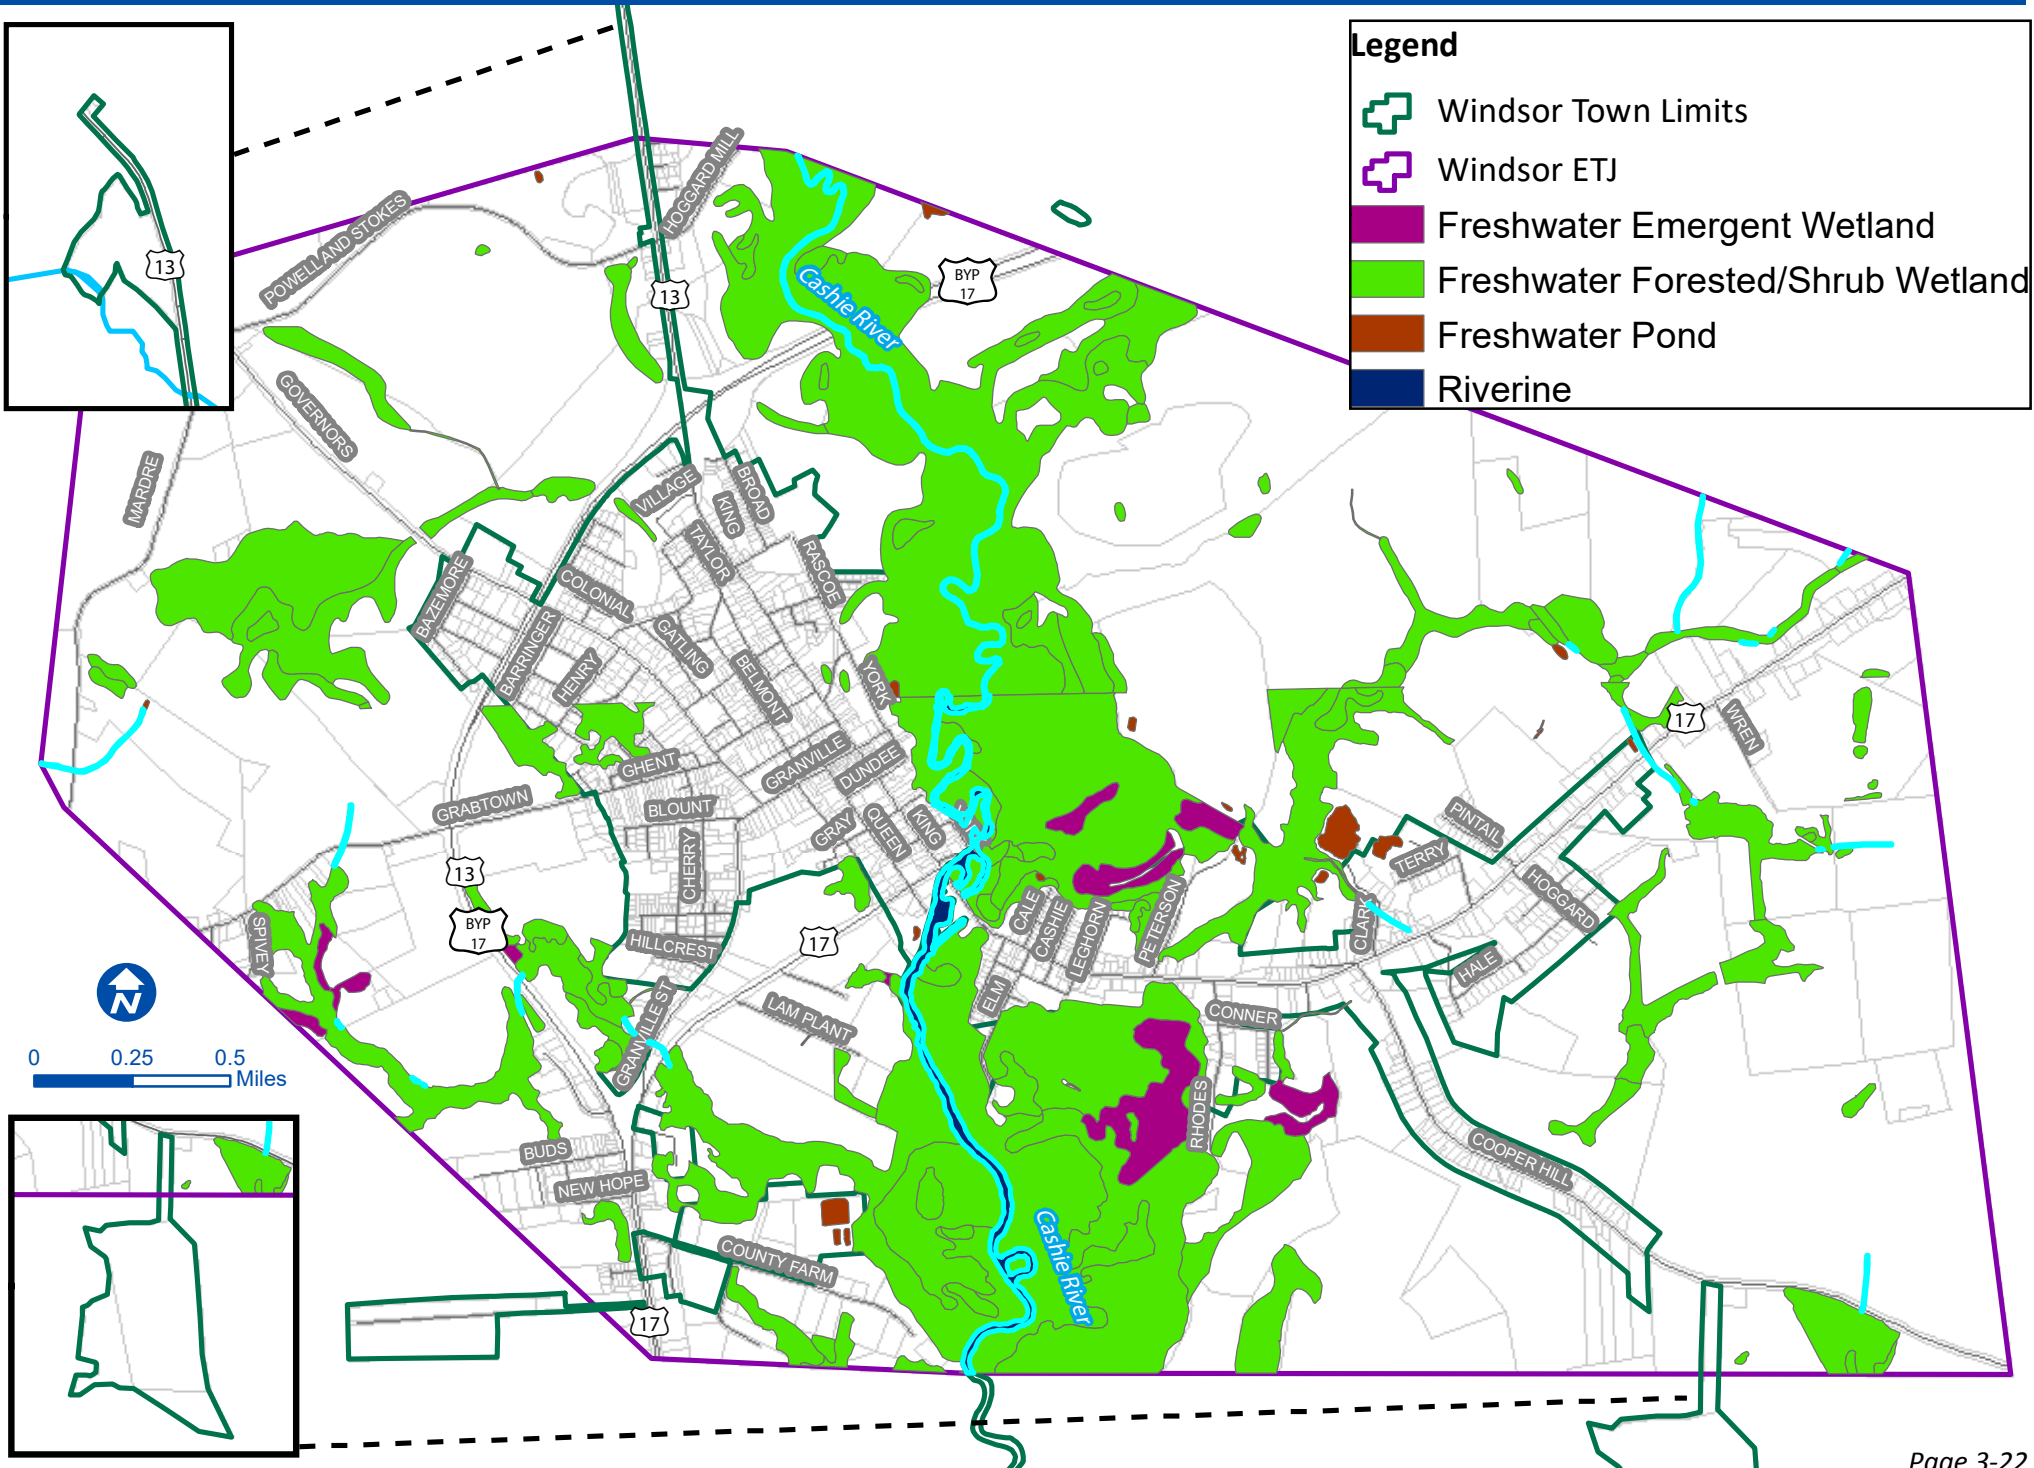 Legend
Windsor Town Limits
Windsor ETJ
Freshwater Emergent Wetland
Freshwater Forested/Shrub Wetland
Freshwater Pond
Riverine
13
HOGGARD MILL
POWELL AND STOKES
13
BYP
17
Cashie River
GOVERNORS
MARDRE
VILLAGE
KING
BROAD
TAYLOR
RASCOE
BAZEMORE
COLONIAL
BARRINGER
GATLING
HENRY
BELMONT
YORK
17
WREN
GHENT
GRANVILLE
DUNDEE
GRABTOWN
BLOUNT
GRAY
QUEEN
KING
CHERRY
PINTAIL
TERRY
HOGGARD
13
BYP
17
SPIVEY
HILLCREST
17
CALE
CASHIE
LEGHORN
PETERSON
CLARK
HALE
ELM
LAM PLANT
GRANVILLE ST
CONNER
N
0
0.25
0.5
Miles
RHODES
BUDS
NEW HOPE
COOPER HILL
COUNTY FARM
Cashie River
17
Page 3-22